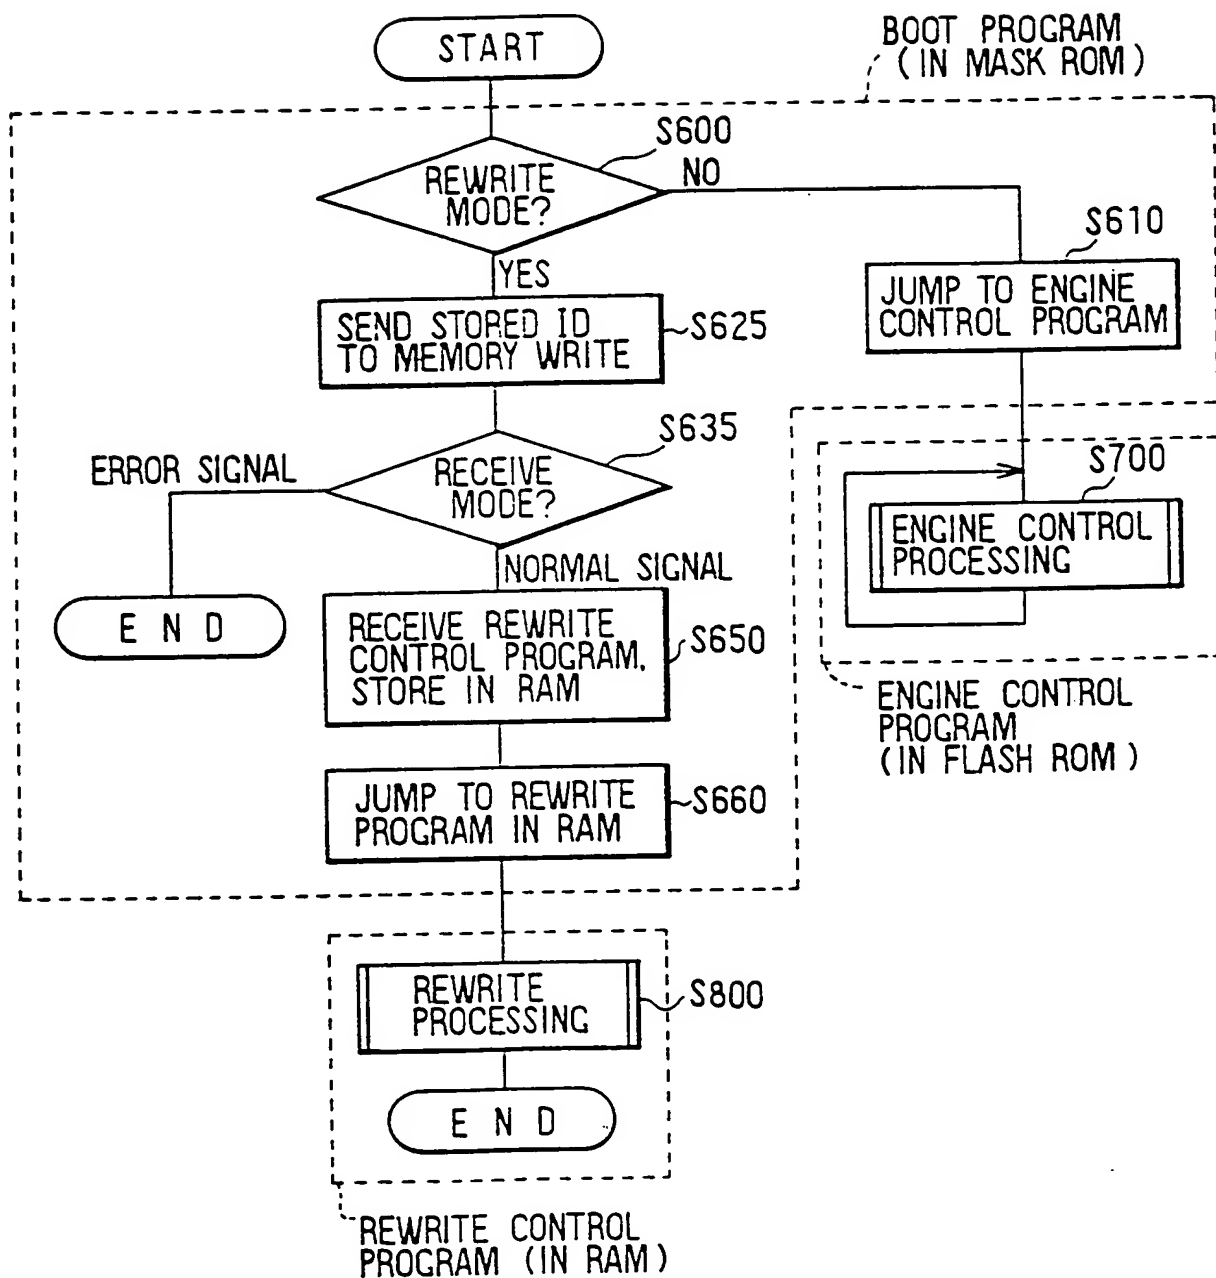 START
BOOT PROGRAM
(IN MASK ROM)
S600
REWRITE
MODE?
NO
YES
S610
JUMP TO ENGINE
CONTROL PROGRAM
SEND STORED ID
TO MEMORY WRITE
S625
S635
ERROR SIGNAL
RECEIVE
MODE?
S700
ENGINE CONTROL
PROCESSING
NORMAL SIGNAL
END
RECEIVE REWRITE
CONTROL PROGRAM.
STORE IN RAM
S650
ENGINE CONTROL
PROGRAM
(IN FLASH ROM)
JUMP TO REWRITE
PROGRAM IN RAM
S660
REWRITE
PROCESSING
S800
END
REWRITE CONTROL
PROGRAM (IN RAM)